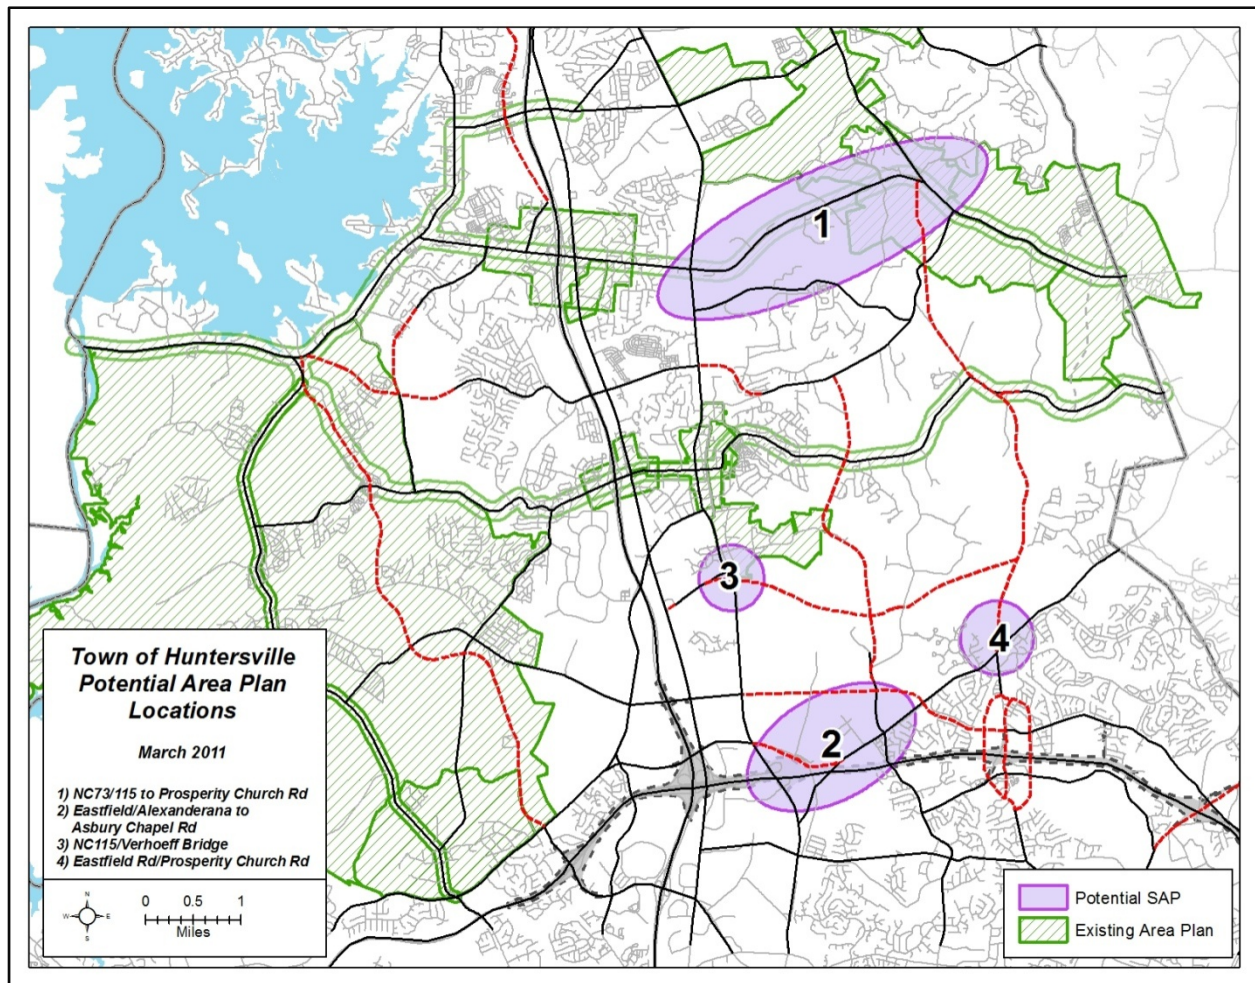 1
3
4
2
Town of Huntersville
Potential Area Plan
Locations
March 2011
1) NC73/115 to Prosperity Church Rd
2) Eastfield/Alexanderana to
Asbury Chapel Rd
3) NC115/Verhoeff Bridge
4) Eastfield Rd/Prosperity Church Rd
N
W E
S
0 0.5 1
Miles
Potential SAP
Existing Area Plan